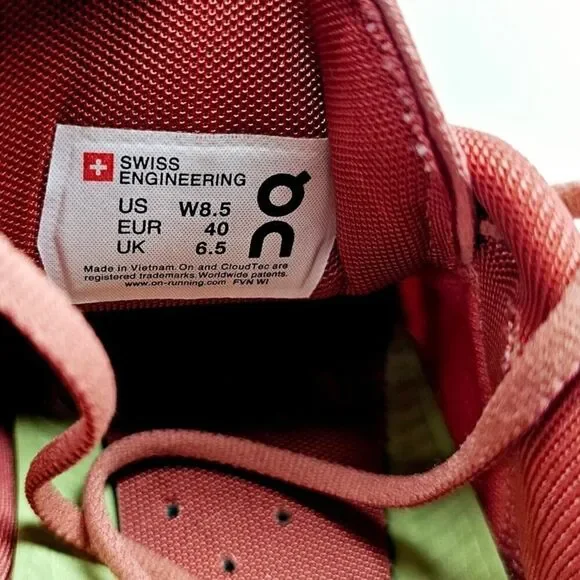 SWISS
ENGINEERING
US W8.5
EUR 40
UK 6.5
On
Made in Vietnam. On and CloudTec are
registered trademarks. Worldwide patents.
www.on-running.com FVN WI